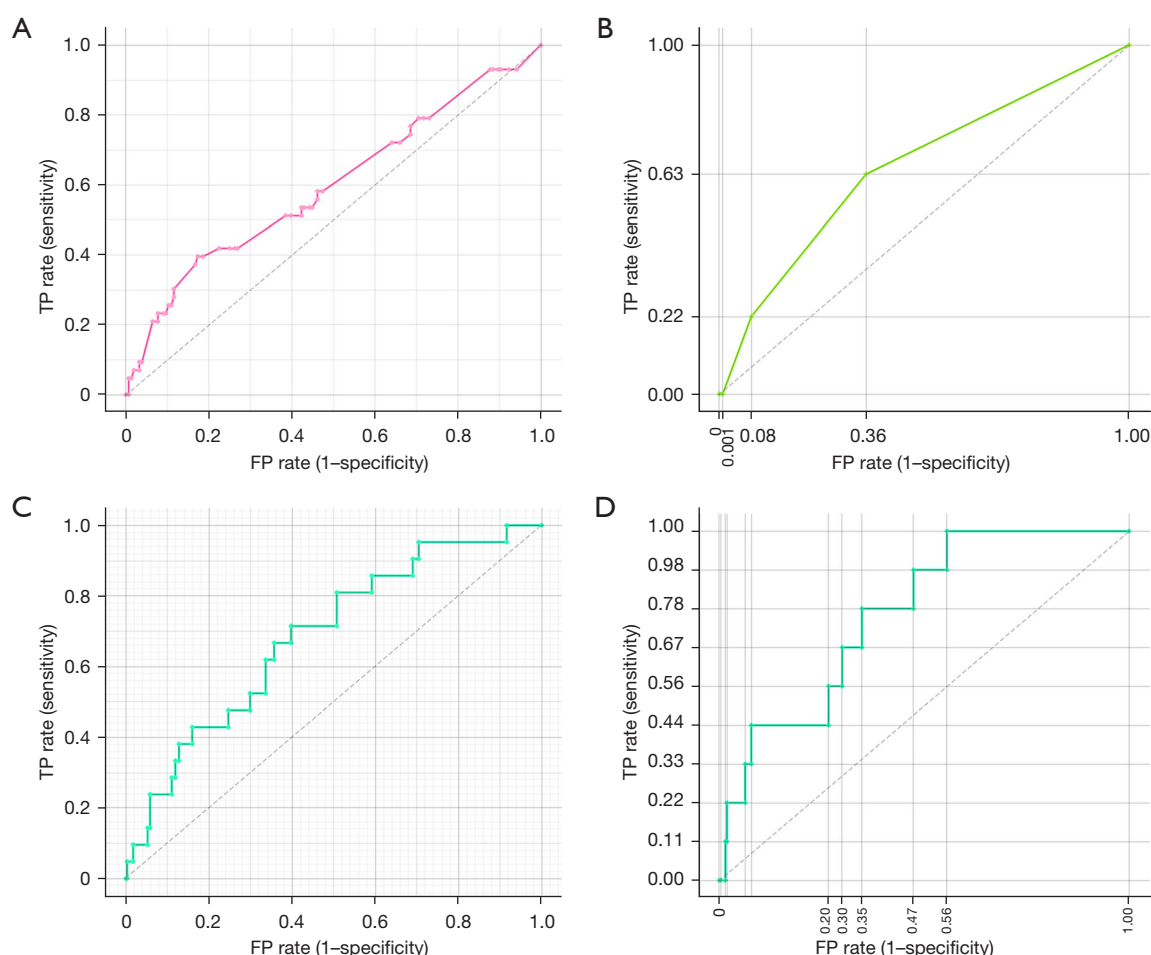 A
1.0
0.8
0.6
0.4
0.2
0
TP rate (sensitivity)
0 0.2 0.4 0.6 0.8 1.0
FP rate (1–specificity)
B
1.00
0.63
0.22
0.00
TP rate (sensitivity)
0 0.001 0.08 0.36 1.00
FP rate (1–specificity)
C
1.0
0.8
0.6
0.4
0.2
0
TP rate (sensitivity)
0 0.2 0.4 0.6 0.8 1.0
FP rate (1–specificity)
D
1.00
0.98
0.78
0.67
0.56
0.44
0.33
0.22
0.11
0.00
TP rate (sensitivity)
0 0.20 0.30 0.35 0.47 0.56 1.00
FP rate (1–specificity)